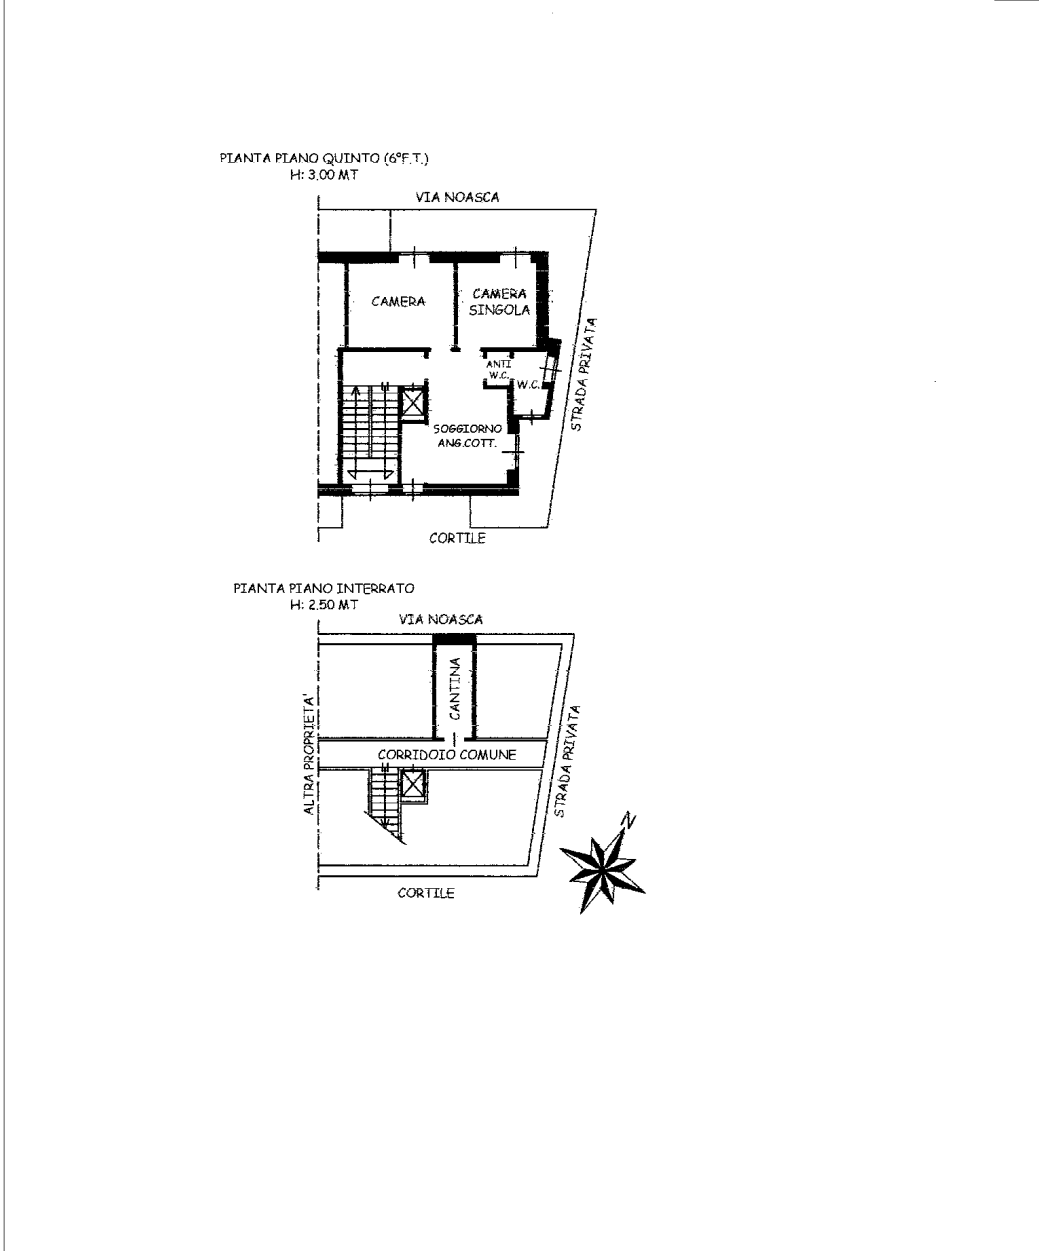 PIANTA PIANO QUINTO (6°F.T.)
H: 3.00 MT
VIA NOASCA
CAMERA
CAMERA
SINGOLA
STRADA PRIVATA
ANTI
W.C.
W.C.
SOGGIORNO
ANG.COTT.
CORTILE
PIANTA PIANO INTERRATO
H: 2.50 MT
VIA NOASCA
CANTINA
ALTRA PROPRIETA'
CORRIDOIO COMUNE
STRADA PRIVATA
N
CORTILE